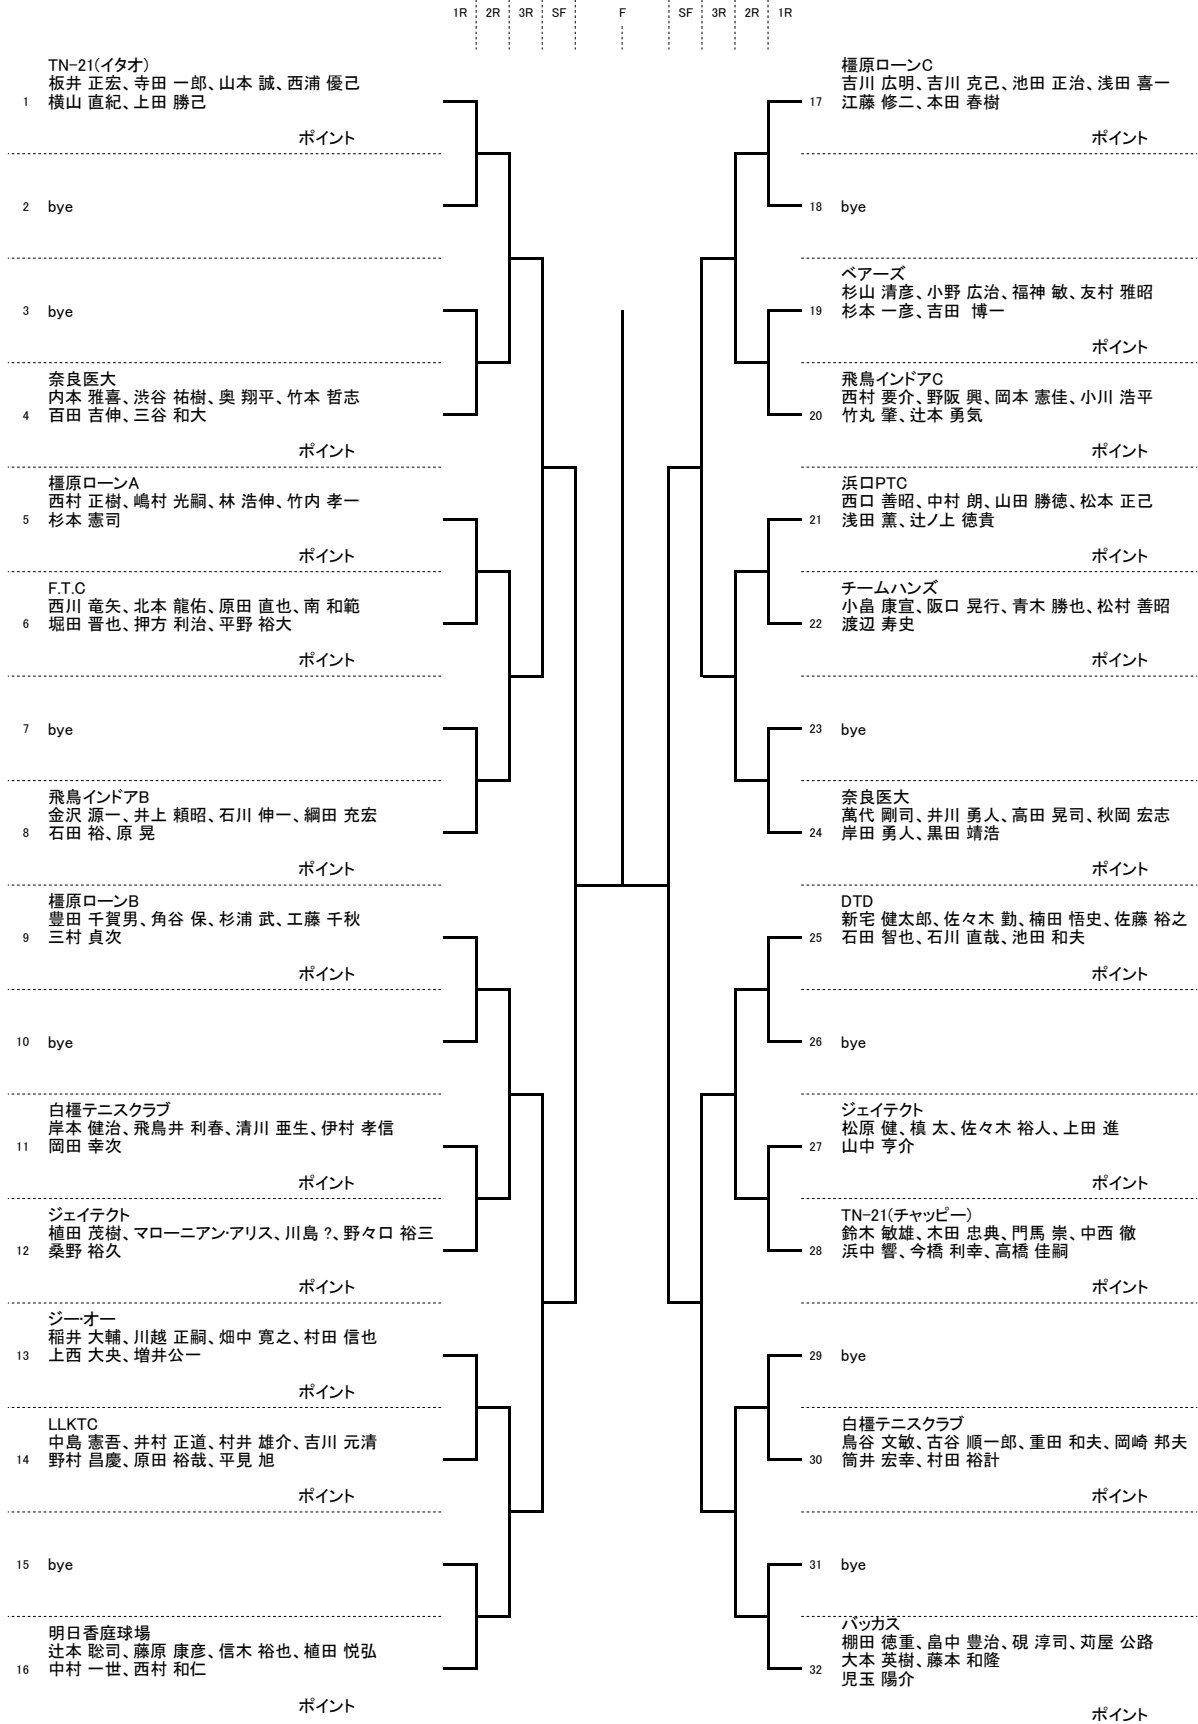 1R 2R 3R SF F SF 3R 2R 1R
TN-21(イタオ)
板井 正宏、寺田 一郎、山本 誠、西浦 優己
1 横山 直紀、上田 勝己
ポイント
2 bye
3 bye
奈良医大
内本 雅喜、渋谷 祐樹、奥 翔平、竹本 哲志
4 百田 吉伸、三谷 和大
ポイント
橿原ローンA
西村 正樹、嶋村 光嗣、林 浩伸、竹内 孝一
5 杉本 憲司
ポイント
F.T.C
西川 竜矢、北本 龍佑、原田 直也、南 和範
6 堀田 晋也、押方 利治、平野 裕大
ポイント
7 bye
飛鳥インドアB
金沢 源一、井上 頼昭、石川 伸一、綱田 充宏
8 石田 裕、原 晃
ポイント
橿原ローンB
豊田 千賀男、角谷 保、杉浦 武、工藤 千秋
9 三村 貞次
ポイント
10 bye
白橿テニスクラブ
岸本 健治、飛鳥井 利春、清川 亜生、伊村 孝信
11 岡田 幸次
ポイント
ジェイテクト
植田 茂樹、マローニアン・アリス、川島 ?、野々口 裕三
12 桑野 裕久
ポイント
ジー・オー
稲井 大輔、川越 正嗣、畑中 寛之、村田 信也
13 上西 大央、増井公一
ポイント
LLKTC
中島 憲吾、井村 正道、村井 雄介、吉川 元清
14 野村 昌慶、原田 裕哉、平見 旭
ポイント
15 bye
明日香庭球場
辻本 聡司、藤原 康彦、信木 裕也、植田 悦弘
16 中村 一世、西村 和仁
ポイント
橿原ローンC
吉川 広明、吉川 克己、池田 正治、浅田 喜一
17 江藤 修二、本田 春樹
ポイント
18 bye
ベアーズ
杉山 清彦、小野 広治、福神 敏、友村 雅昭
19 杉本 一彦、吉田 博一
ポイント
飛鳥インドアC
西村 要介、野阪 興、岡本 憲佳、小川 浩平
20 竹丸 肇、辻本 勇気
ポイント
浜口PTC
西口 善昭、中村 朗、山田 勝徳、松本 正己
21 浅田 薫、辻ノ上 徳貴
ポイント
チームハンズ
小畠 康宣、阪口 晃行、青木 勝也、松村 善昭
22 渡辺 寿史
ポイント
23 bye
奈良医大
萬代 剛司、井川 勇人、高田 晃司、秋岡 宏志
24 岸田 勇人、黒田 靖浩
ポイント
DTD
新宅 健太郎、佐々木 勤、楠田 悟史、佐藤 裕之
25 石田 智也、石川 直哉、池田 和夫
ポイント
26 bye
ジェイテクト
松原 健、槙 太、佐々木 裕人、上田 進
27 山中 亨介
ポイント
TN-21(チャッピー)
鈴木 敏雄、木田 忠典、門馬 崇、中西 徹
28 浜中 響、今橋 利幸、高橋 佳嗣
ポイント
29 bye
白橿テニスクラブ
鳥谷 文敏、古谷 順一郎、重田 和夫、岡崎 邦夫
30 筒井 宏幸、村田 裕計
ポイント
31 bye
バッカス
棚田 徳重、畠中 豊治、硯 淳司、苅屋 公路
大本 英樹、藤本 和隆
32 児玉 陽介
ポイント